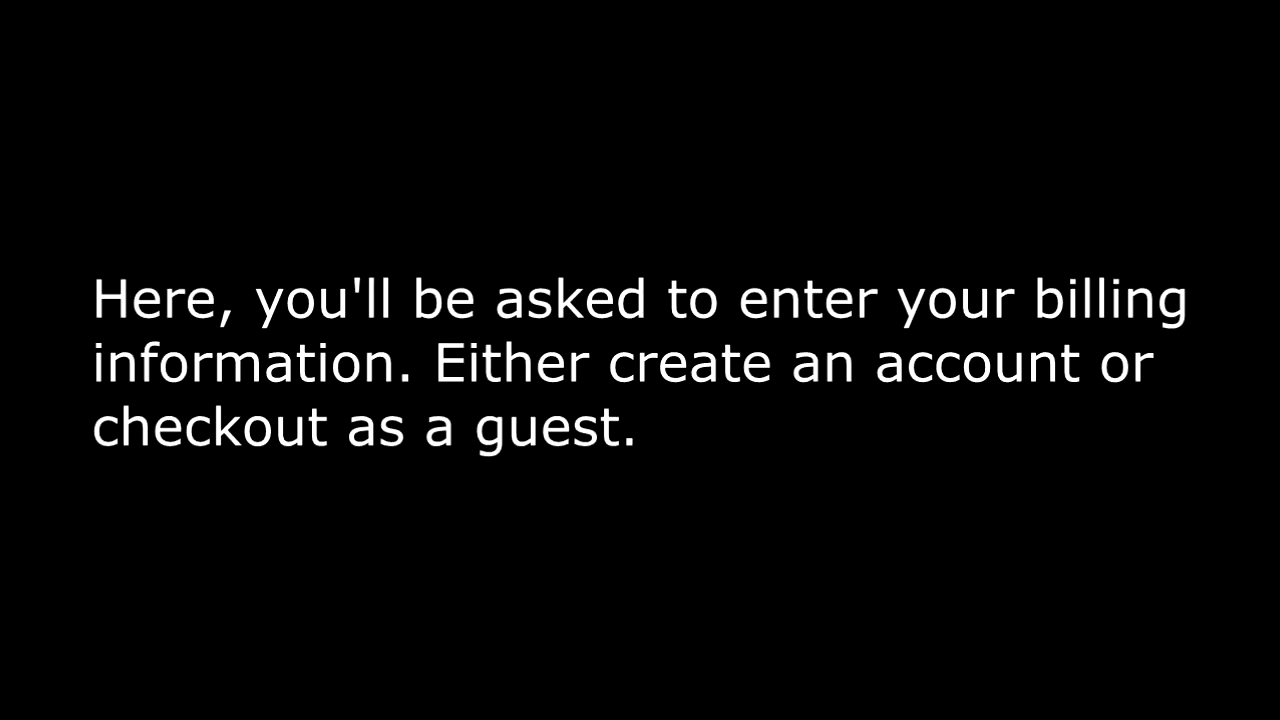 Here, you'll be asked to enter your billing
information. Either create an account or
checkout as a guest.